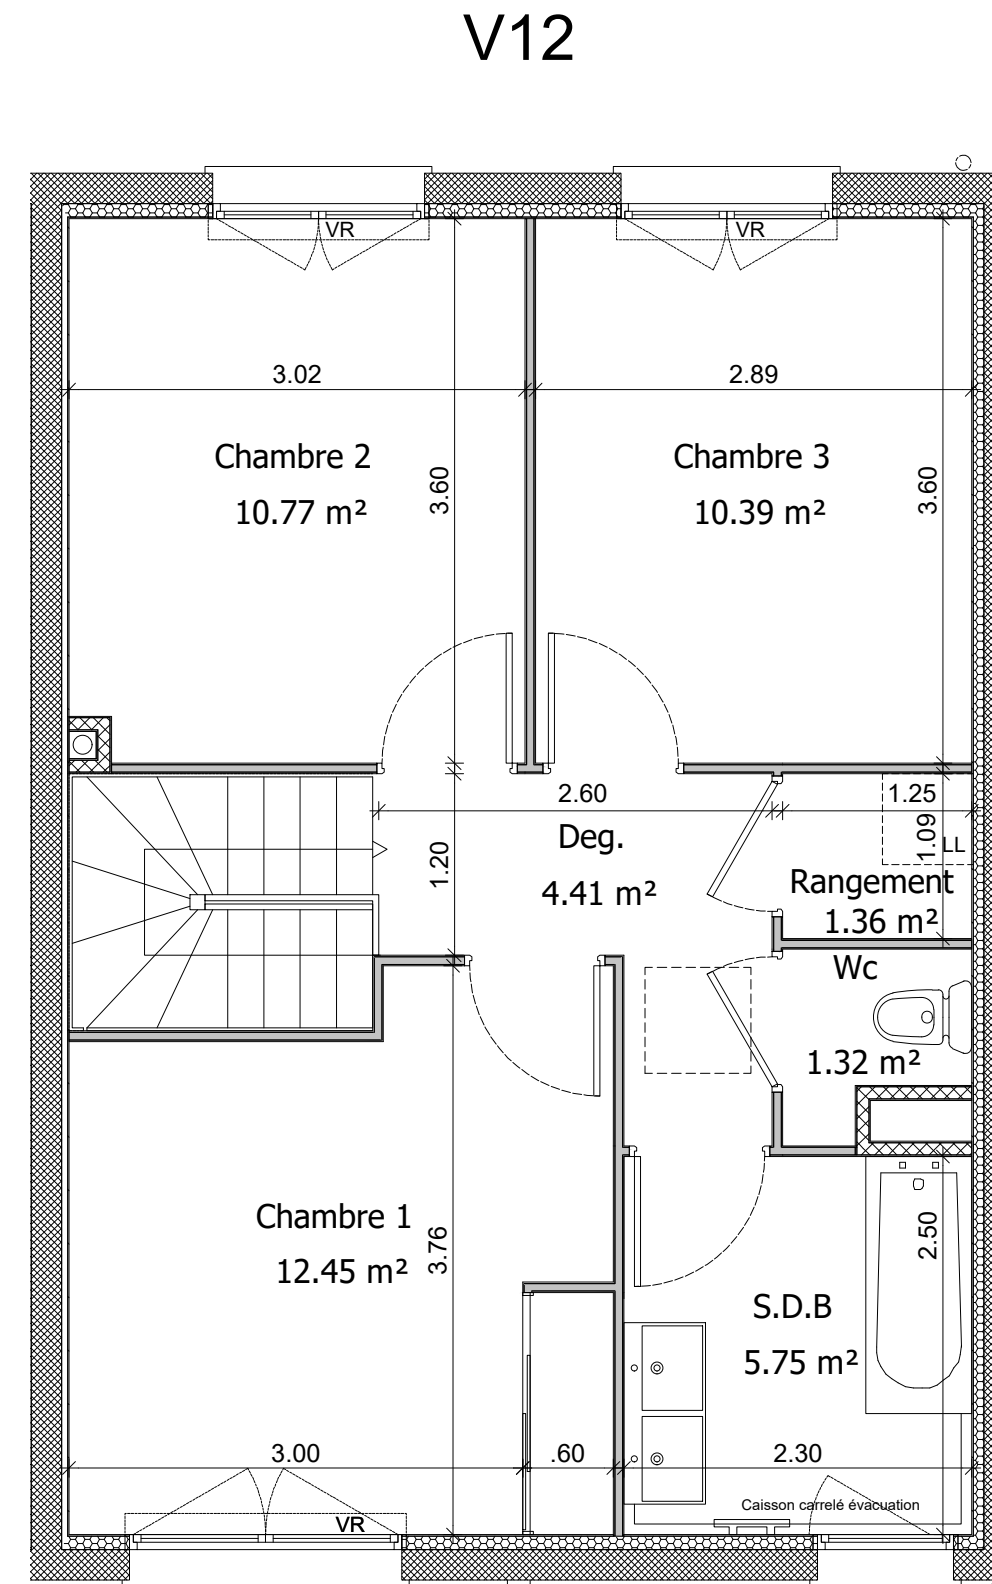 V12
VR
VR
3.02
2.89
Chambre 2
10.77 m²
3.60
Chambre 3
10.39 m²
3.60
2.60
1.25
Deg.
4.41 m²
1.20
1.09
LL
Rangement
1.36 m²
Wc
1.32 m²
Chambre 1
12.45 m²
3.76
2.50
S.D.B
5.75 m²
3.00
.60
2.30
Caisson carrelé évacuation
VR